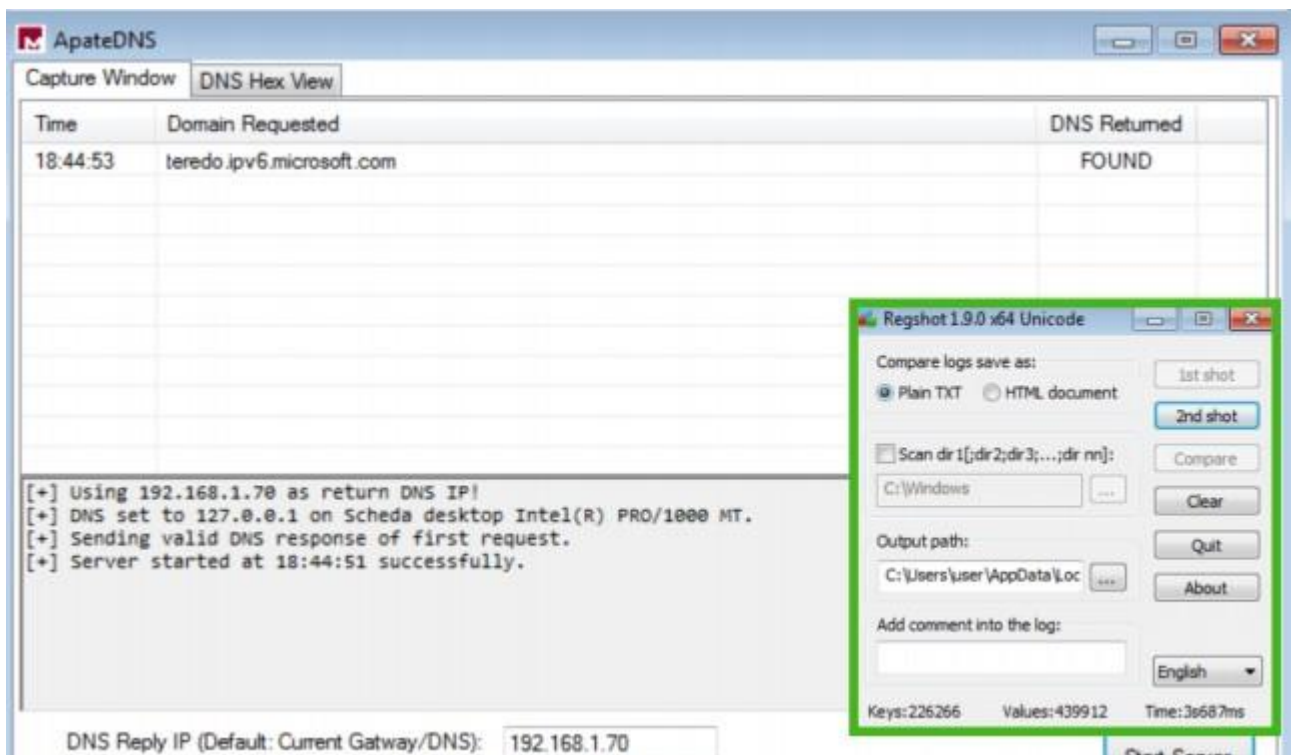 ApateDNS
Capture Window DNS Hex View
Time Domain Requested DNS Returned
18:44:53 teredo.ipv6.microsoft.com FOUND
[+] Using 192.168.1.70 as return DNS IP!
[+] DNS set to 127.0.0.1 on Scheda desktop Intel(R) PRO/1000 MT.
[+] Sending valid DNS response of first request.
[+] Server started at 18:44:51 successfully.
DNS Reply IP (Default: Current Gatway/DNS): 192.168.1.70
Start Server
Regshot 1.9.0 x64 Unicode
Compare logs save as:
Plain TXT HTML document
1st shot
2nd shot
Scan dir1[;dir2;dir3;...;dir nn]:
Compare
C:\Windows ...
Clear
Output path:
Quit
C:\Users\user\AppData\Loc ...
About
Add comment into the log:
English
Keys:226266 Values:439912 Time:3s687ms